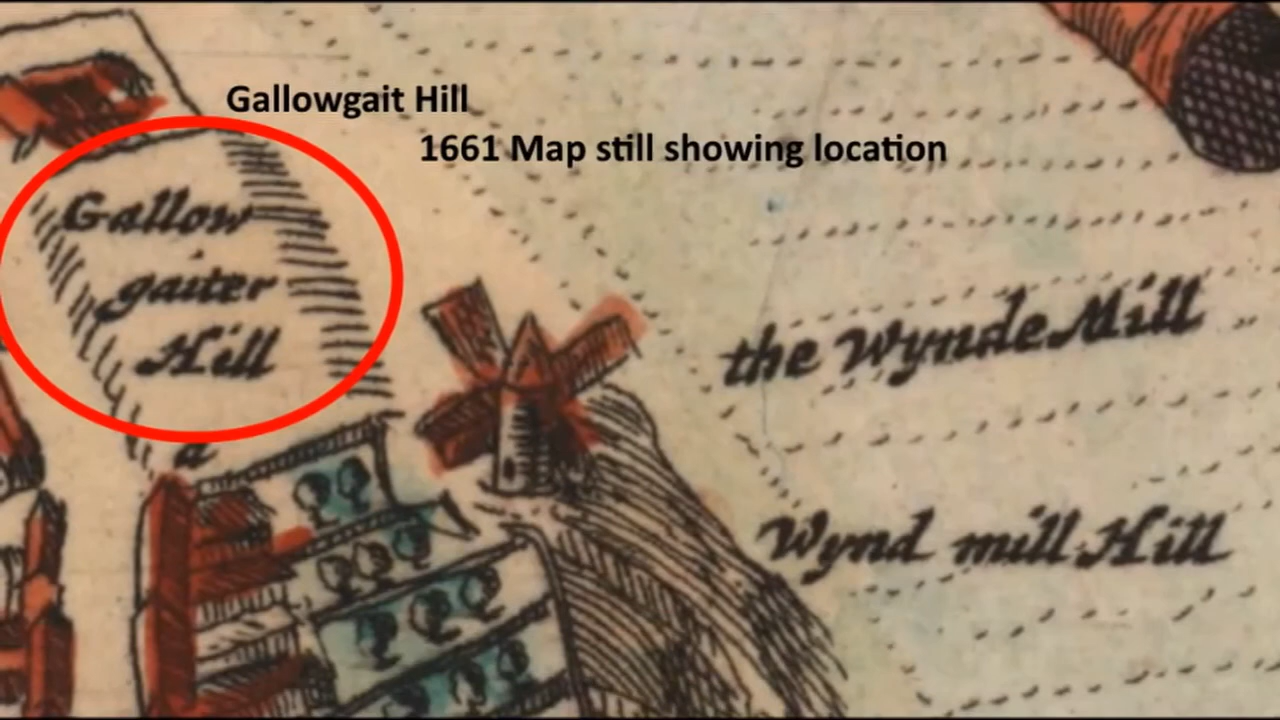 Gallowgait Hill
1661 Map still showing location
Gallow
gaiter
Hill
the Wynde Mill
a
Wynd mill Hill